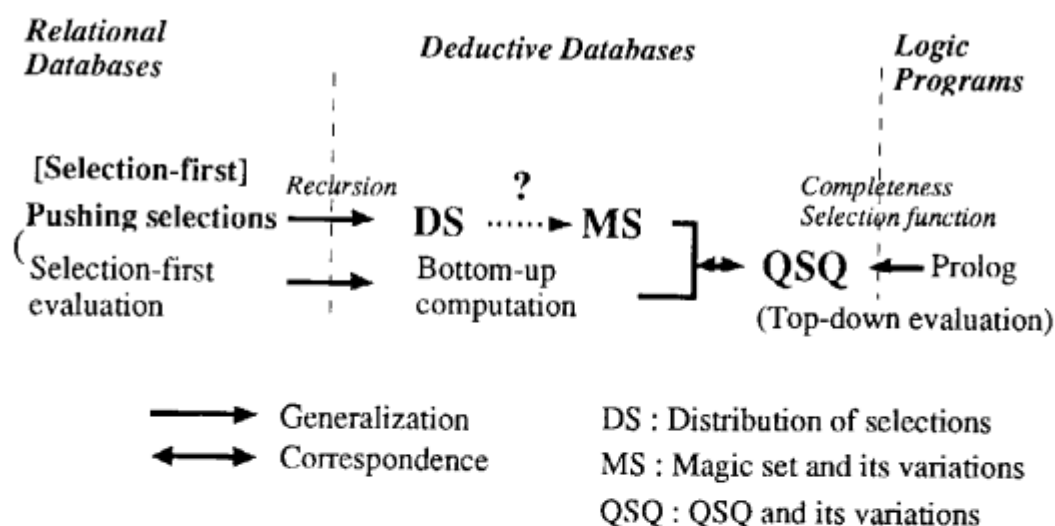 Relational
Databases
Deductive Databases
Logic
Programs
[Selection-first]
Recursion
?
Completeness
Selection function
Pushing selections
DS
MS
(
Selection-first
evaluation
Bottom-up
computation
QSQ
Prolog
(Top-down evaluation)
Generalization
DS : Distribution of selections
Correspondence
MS : Magic set and its variations
QSQ : QSQ and its variations